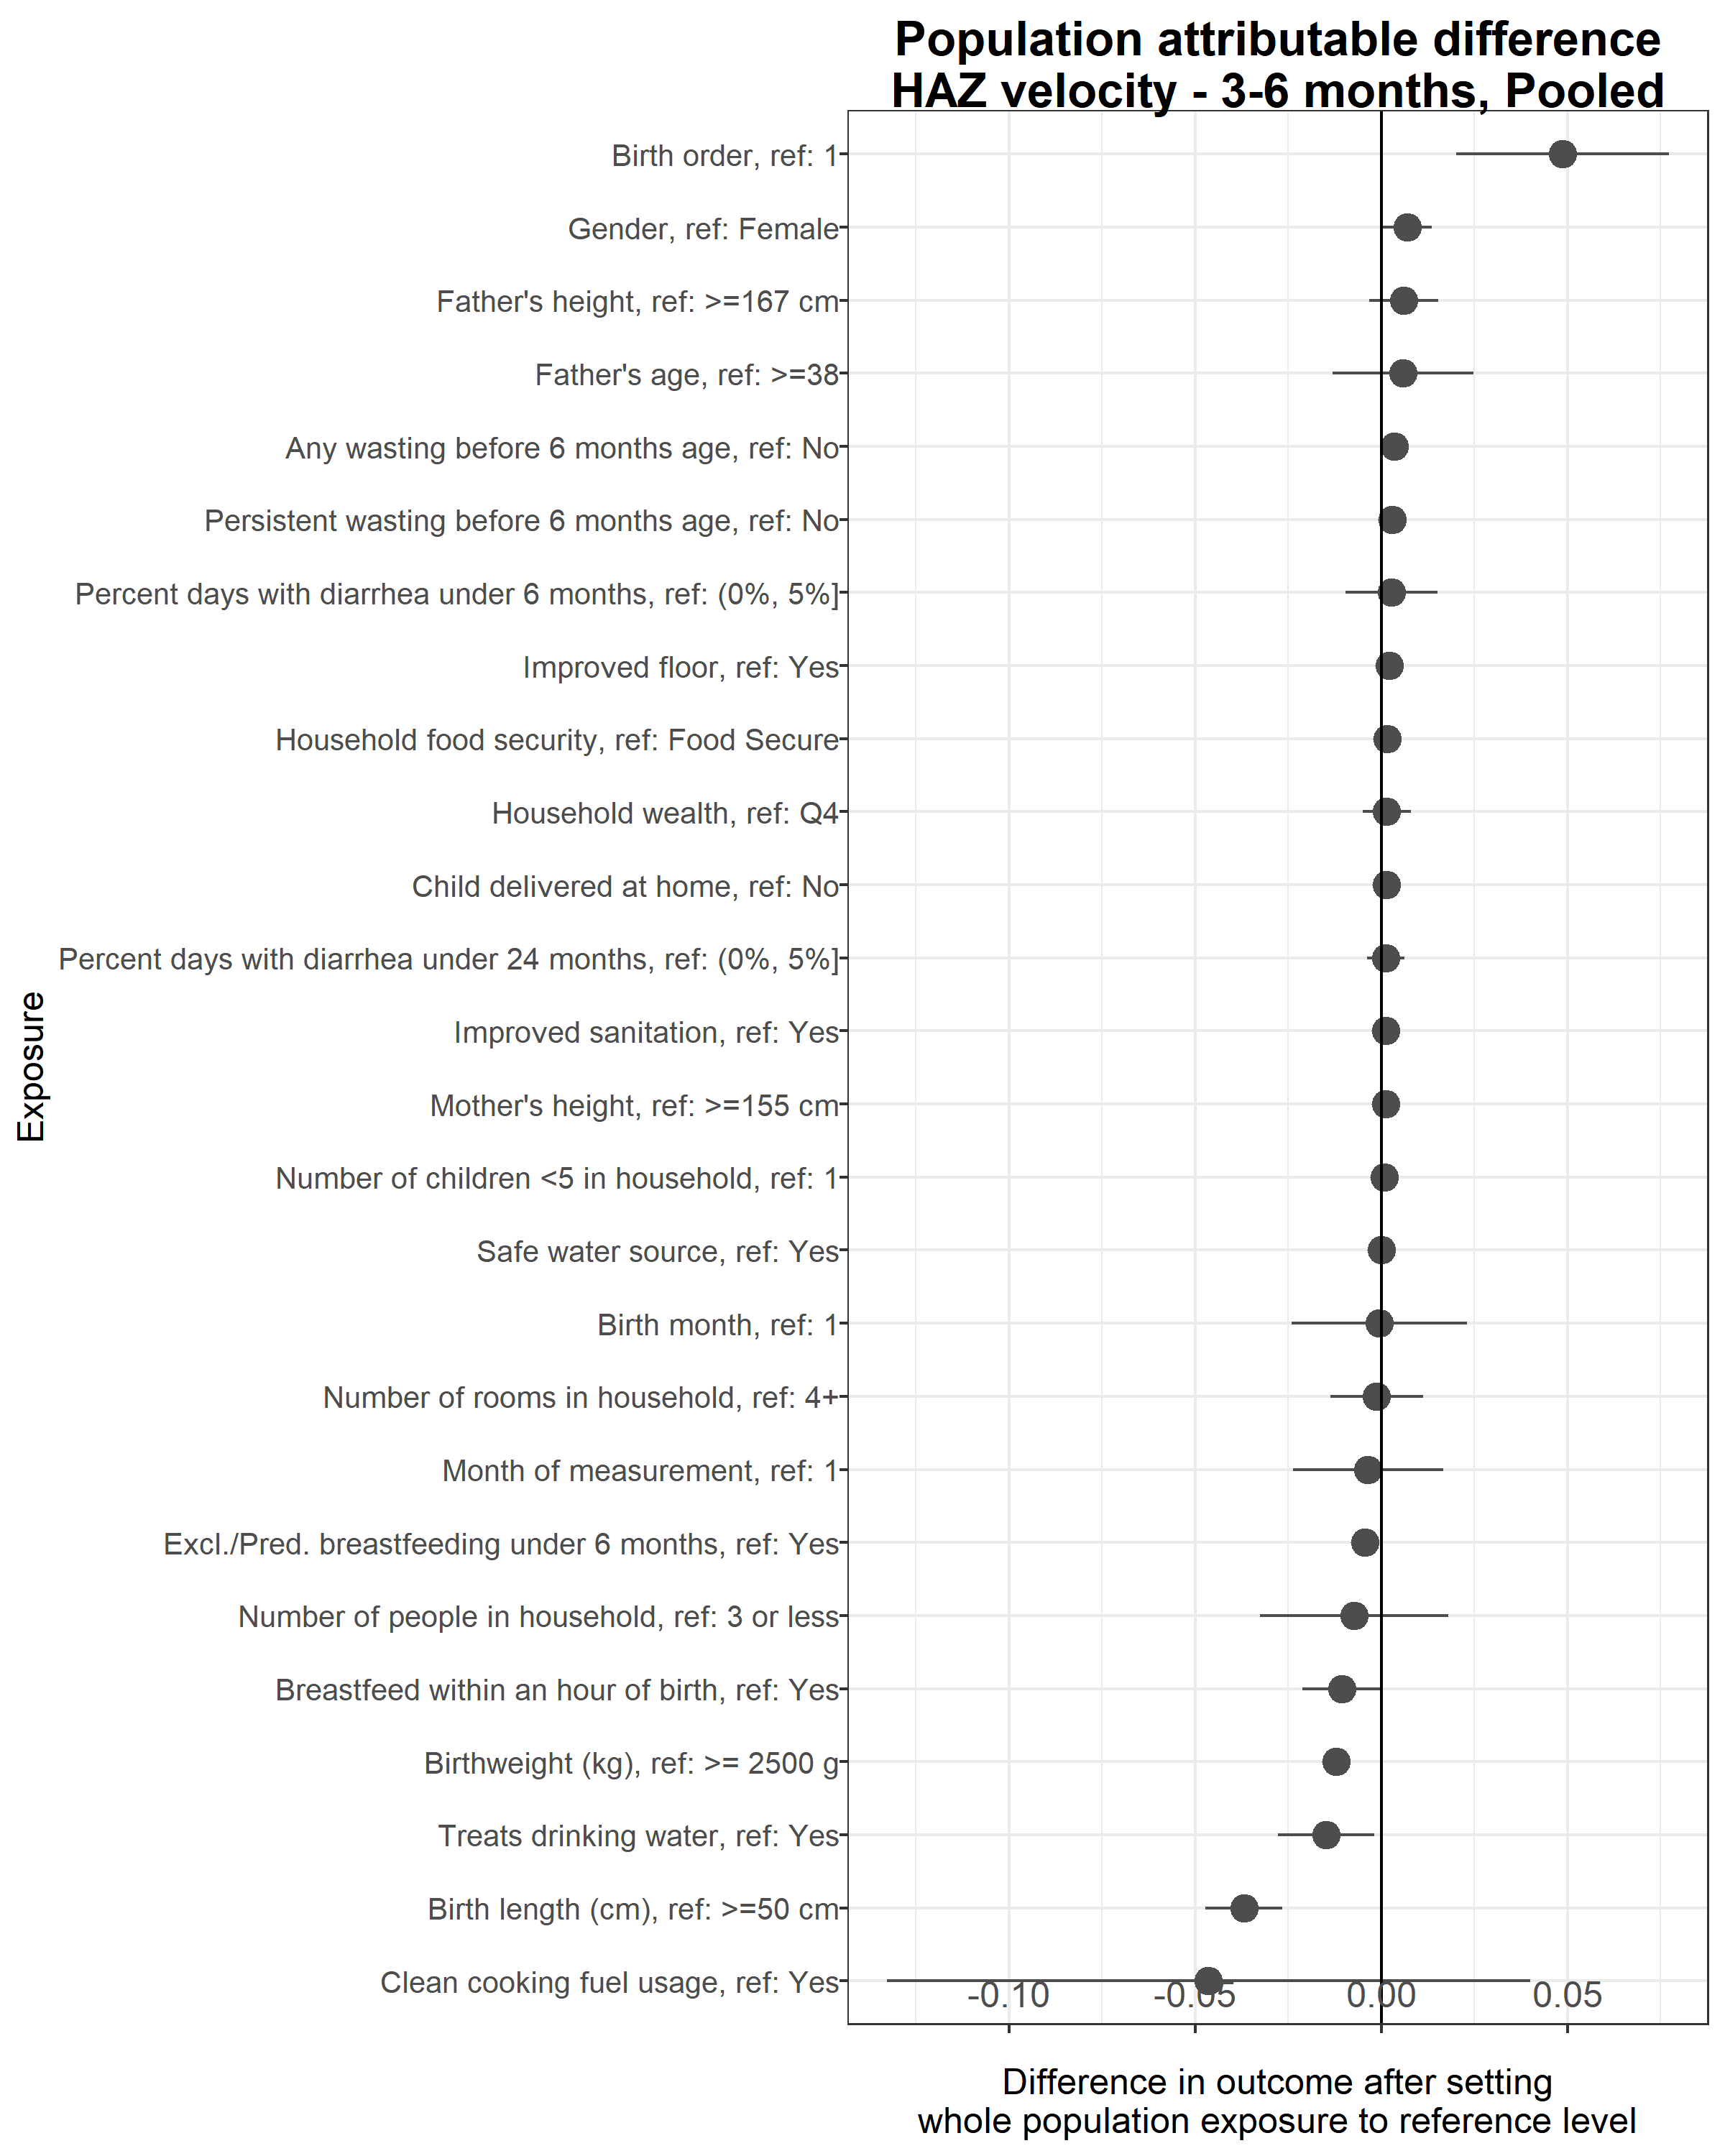 Population attributable difference
HAZ velocity - 3-6 months, Pooled
Birth order, ref: 1
Gender, ref: Female
Father's height, ref: >=167 cm
Father's age, ref: >=38
Any wasting before 6 months age, ref: No
Persistent wasting before 6 months age, ref: No
Percent days with diarrhea under 6 months, ref: (0%, 5%]
Improved floor, ref: Yes
Household food security, ref: Food Secure
Household wealth, ref: Q4
Child delivered at home, ref: No
Percent days with diarrhea under 24 months, ref: (0%, 5%]
Improved sanitation, ref: Yes
Mother's height, ref: >=155 cm
Number of children <5 in household, ref: 1
Safe water source, ref: Yes
Birth month, ref: 1
Number of rooms in household, ref: 4+
Month of measurement, ref: 1
Excl./Pred. breastfeeding under 6 months, ref: Yes
Number of people in household, ref: 3 or less
Breastfeed within an hour of birth, ref: Yes
Birthweight (kg), ref: >= 2500 g
Treats drinking water, ref: Yes
Birth length (cm), ref: >=50 cm
Clean cooking fuel usage, ref: Yes
Exposure
-0.10 -0.05 0.00 0.05
Difference in outcome after setting
whole population exposure to reference level